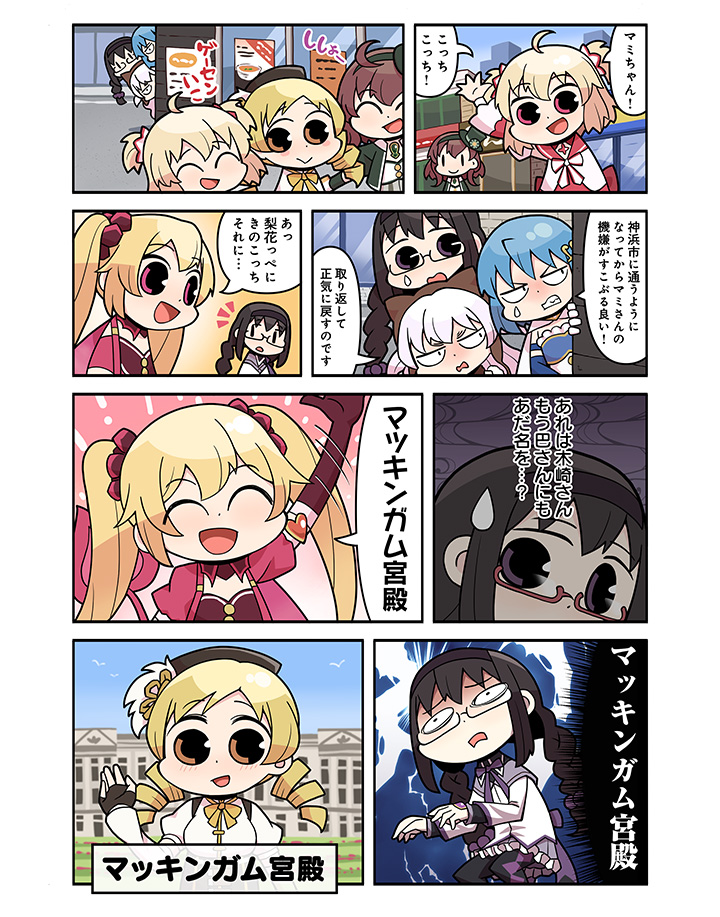 マミちゃん！
こっち
こっち！
ししょー
ゲーセン
いこ
神浜市に通うように
なってからマミさんの
機嫌がすこぶる良い！
取り返して
正気に戻すのです
あっ
梨花っぺに
きのこっち
それに…
あれは木崎さん
もう巴さんにも
あだ名を…？
マッキンガム宮殿
マッキンガム宮殿
マッキンガム宮殿